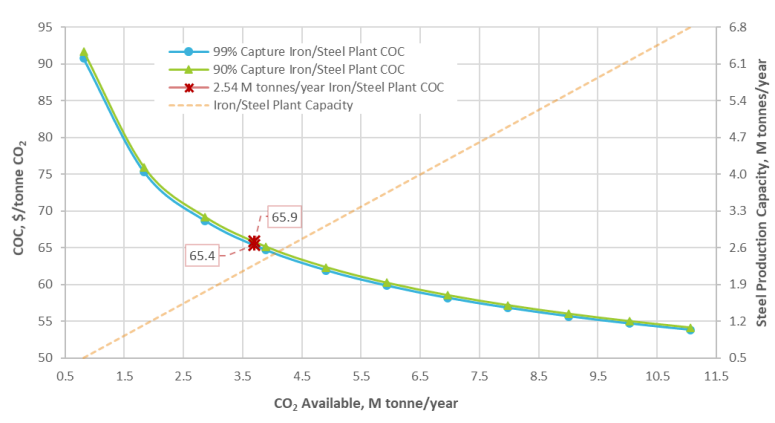 95
90
85
80
75
70
65
60
55
50
COC, $/tonne CO2
99% Capture Iron/Steel Plant COC
90% Capture Iron/Steel Plant COC
2.54 M tonnes/year Iron/Steel Plant COC
Iron/Steel Plant Capacity
65.9
65.4
6.8
6.1
5.4
4.7
4.0
3.3
2.6
1.9
1.2
0.5
Steel Production Capacity, M tonnes/year
0.5 1.5 2.5 3.5 4.5 5.5 6.5 7.5 8.5 9.5 10.5 11.5
CO2 Available, M tonne/year